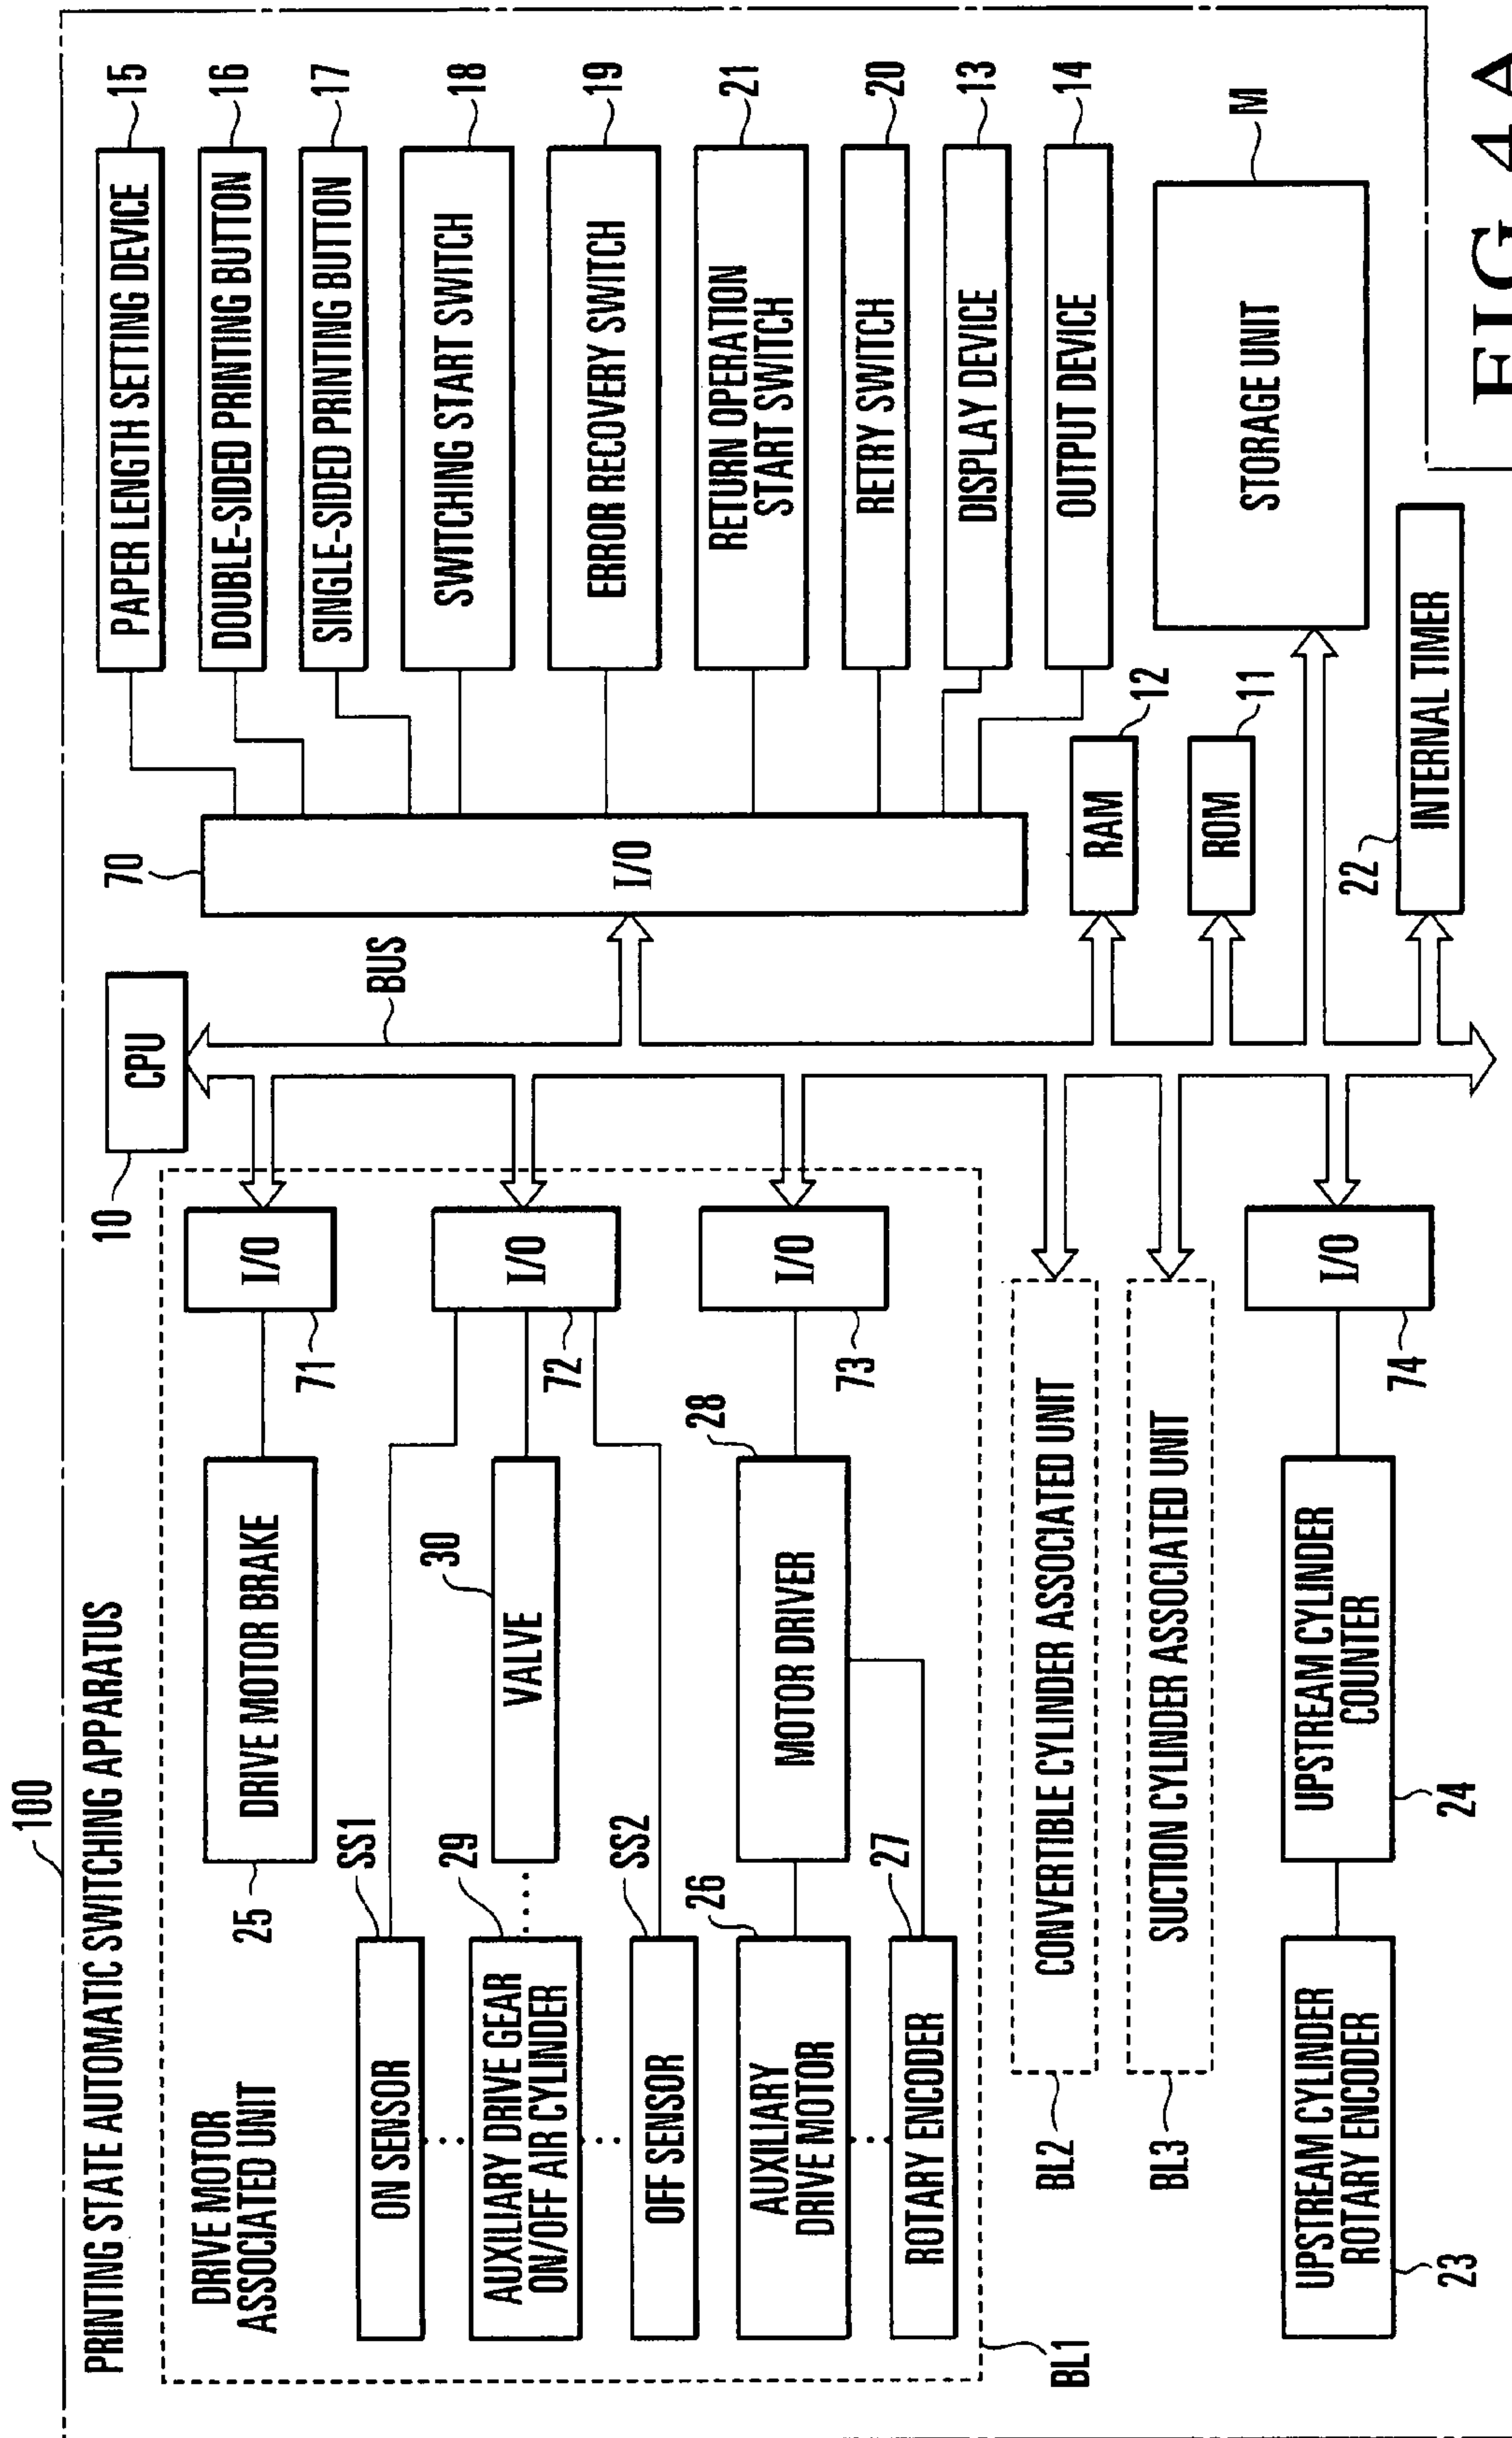 100
PRINTING STATE AUTOMATIC SWITCHING APPARATUS
DRIVE MOTOR
ASSOCIATED UNIT
25
DRIVE MOTOR BRAKE
71
I/O
10
CPU
BUS
70
I/O
PAPER LENGTH SETTING DEVICE
15
DOUBLE-SIDED PRINTING BUTTON
16
SINGLE-SIDED PRINTING BUTTON
17
SWITCHING START SWITCH
18
ERROR RECOVERY SWITCH
19
RETURN OPERATION
START SWITCH
21
RETRY SWITCH
20
DISPLAY DEVICE
13
OUTPUT DEVICE
14
ON SENSOR
SS1
AUXILIARY DRIVE GEAR
ON/OFF AIR CYLINDER
29
VALVE
30
I/O
72
OFF SENSOR
SS2
AUXILIARY
DRIVE MOTOR
26
MOTOR DRIVER
28
I/O
73
ROTARY ENCODER
27
BL1
BL2
CONVERTIBLE CYLINDER ASSOCIATED UNIT
BL3
SUCTION CYLINDER ASSOCIATED UNIT
RAM
12
ROM
11
STORAGE UNIT
M
UPSTREAM CYLINDER
ROTARY ENCODER
23
UPSTREAM CYLINDER
COUNTER
24
I/O
74
22
INTERNAL TIMER
FIG. 4A